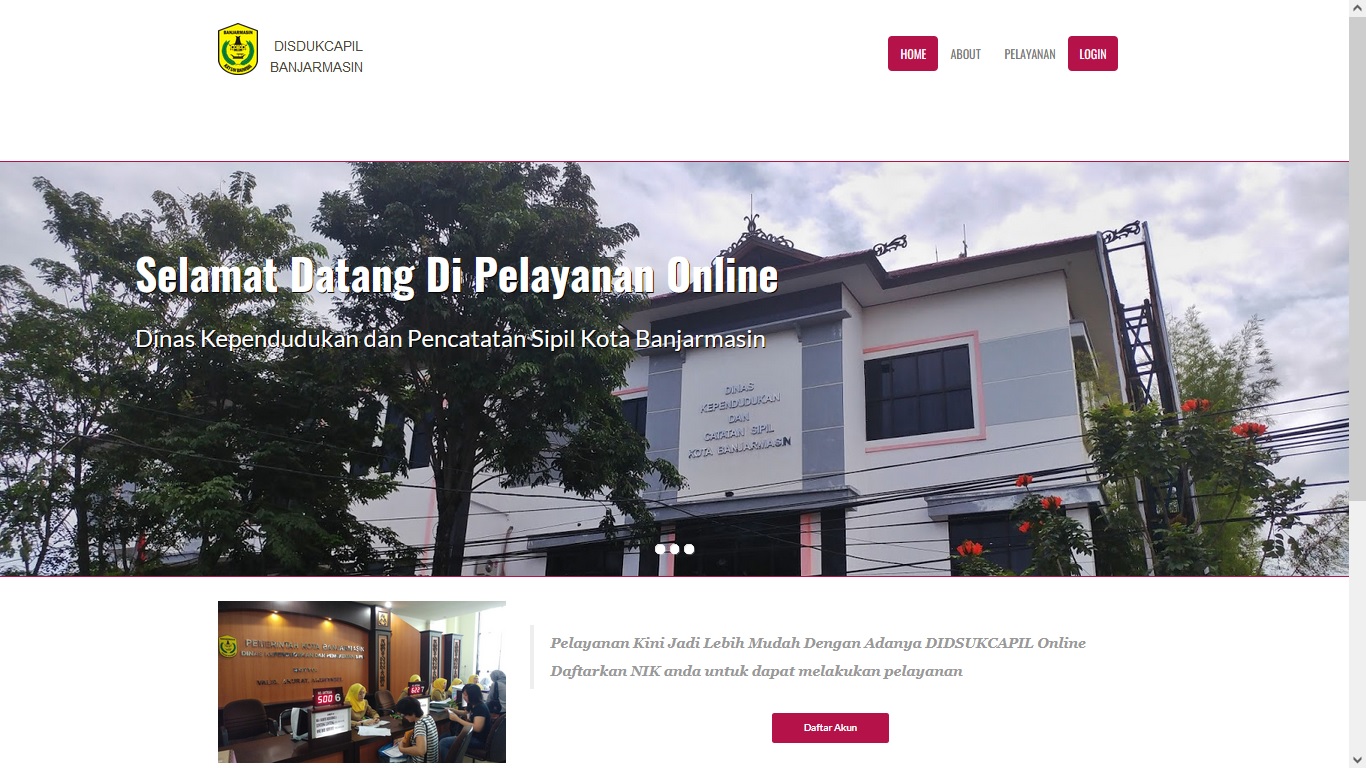 BANJARMASIN
DISDUKCAPIL
BANJARMASIN
HOME
ABOUT
PELAYANAN
LOGIN
Selamat Datang Di Pelayanan Online
Dinas Kependudukan dan Pencatatan Sipil Kota Banjarmasin
DINAS
KEPENDUDUKAN
DAN
CATATAN SIPIL
KOTA BANJARMASIN
PEMERINTAH KOTA BANJARMASIN
Pelayanan Kini Jadi Lebih Mudah Dengan Adanya DIDSUKCAPIL Online
Daftarkan NIK anda untuk dapat melakukan pelayanan
Daftar Akun